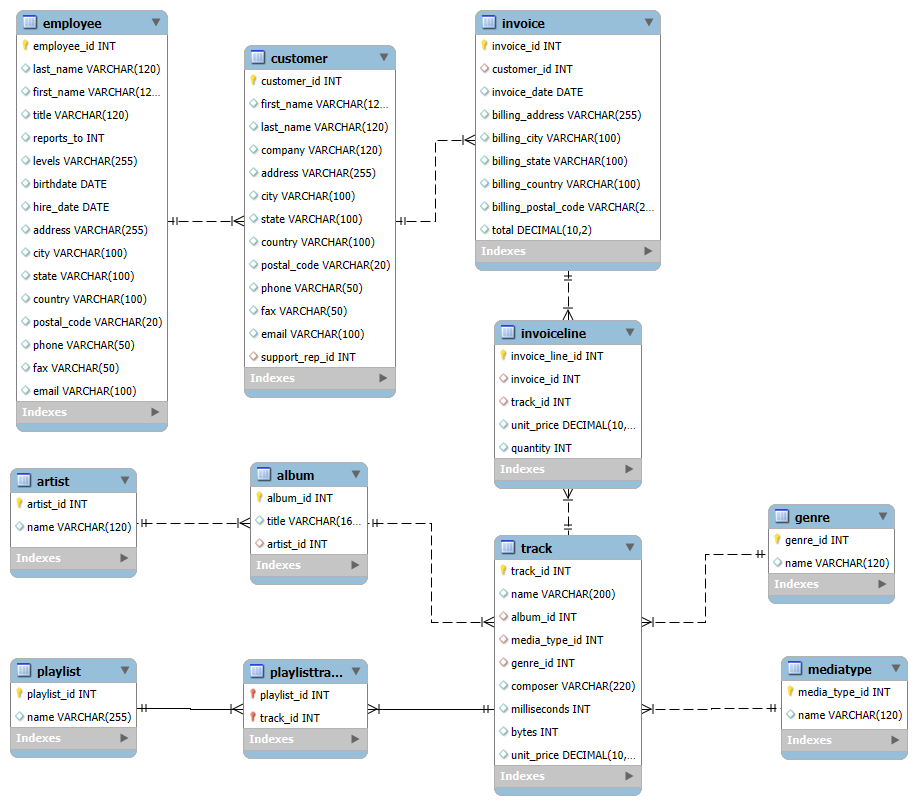 employee
employee_id INT
last_name VARCHAR(120)
first_name VARCHAR(12...
title VARCHAR(120)
reports_to INT
levels VARCHAR(255)
birthdate DATE
hire_date DATE
address VARCHAR(255)
city VARCHAR(100)
state VARCHAR(100)
country VARCHAR(100)
postal_code VARCHAR(20)
phone VARCHAR(50)
fax VARCHAR(50)
email VARCHAR(100)
Indexes
customer
customer_id INT
first_name VARCHAR(12...
last_name VARCHAR(120)
company VARCHAR(120)
address VARCHAR(255)
city VARCHAR(100)
state VARCHAR(100)
country VARCHAR(100)
postal_code VARCHAR(20)
phone VARCHAR(50)
fax VARCHAR(50)
email VARCHAR(100)
support_rep_id INT
Indexes
invoice
invoice_id INT
customer_id INT
invoice_date DATE
billing_address VARCHAR(255)
billing_city VARCHAR(100)
billing_state VARCHAR(100)
billing_country VARCHAR(100)
billing_postal_code VARCHAR(2...
total DECIMAL(10,2)
Indexes
invoiceline
invoice_line_id INT
invoice_id INT
track_id INT
unit_price DECIMAL(10,...
quantity INT
Indexes
artist
artist_id INT
name VARCHAR(120)
Indexes
album
album_id INT
title VARCHAR(16...
artist_id INT
Indexes
track
track_id INT
name VARCHAR(200)
album_id INT
media_type_id INT
genre_id INT
composer VARCHAR(220)
milliseconds INT
bytes INT
unit_price DECIMAL(10,...
Indexes
genre
genre_id INT
name VARCHAR(120)
Indexes
playlist
playlist_id INT
name VARCHAR(255)
Indexes
playlisttra...
playlist_id INT
track_id INT
Indexes
mediatype
media_type_id INT
name VARCHAR(120)
Indexes